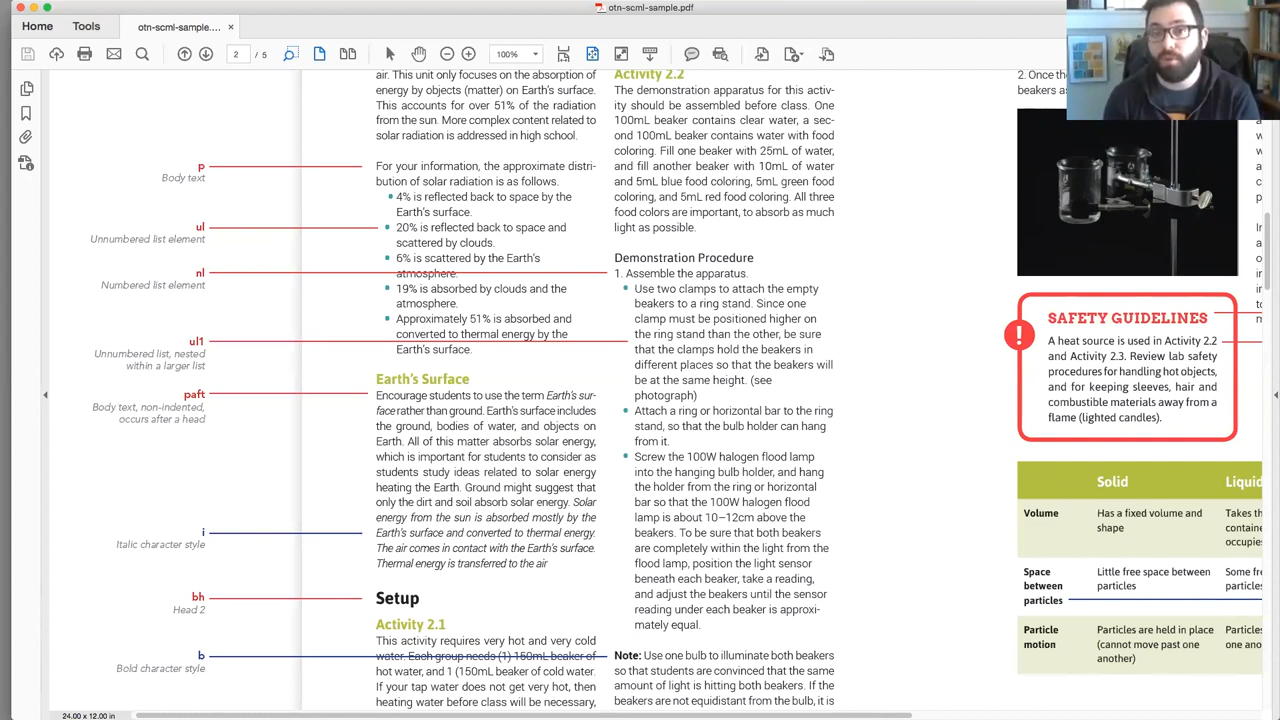 otn-scml-sample.pdf
Home
Tools
otn-scml-sample....
2
/ 5
100%
p
Body text
ul
Unnumbered list element
nl
Numbered list element
ul1
Unnumbered list, nested
within a larger list
paft
Body text, non-indented,
occurs after a head
i
Italic character style
bh
Head 2
b
Bold character style
air. This unit only focuses on the absorption of
energy by objects (matter) on Earth's surface.
This accounts for over 51% of the radiation
from the sun. More complex content related to
solar radiation is addressed in high school.
For your information, the approximate distri-
bution of solar radiation is as follows.
• 4% is reflected back to space by the
Earth's surface.
• 20% is reflected back to space and
scattered by clouds.
• 6% is scattered by the Earth's
atmosphere.
• 19% is absorbed by clouds and the
atmosphere.
• Approximately 51% is absorbed and
converted to thermal energy by the
Earth's surface.
Earth's Surface
Encourage students to use the term Earth's sur-
face rather than ground. Earth's surface includes
the ground, bodies of water, and objects on
Earth. All of this matter absorbs solar energy,
which is important for students to consider as
students study ideas related to solar energy
heating the Earth. Ground might suggest that
only the dirt and soil absorb solar energy. Solar
energy from the sun is absorbed mostly by the
Earth's surface and converted to thermal energy.
The air comes in contact with the Earth's surface.
Thermal energy is transferred to the air
Setup
Activity 2.1
This activity requires very hot and very cold
water. Each group needs (1) 150mL beaker of
hot water, and 1 (150mL beaker of cold water.
If your tap water does not get very hot, then
heating water before class will be necessary,
Activity 2.2
The demonstration apparatus for this activ-
ity should be assembled before class. One
100mL beaker contains clear water, a sec-
ond 100mL beaker contains water with food
coloring. Fill one beaker with 25mL of water,
and fill another beaker with 10mL of water
and 5mL blue food coloring, 5mL green food
coloring, and 5mL red food coloring. All three
food colors are important, to absorb as much
light as possible.
Demonstration Procedure
1. Assemble the apparatus.
• Use two clamps to attach the empty
beakers to a ring stand. Since one
clamp must be positioned higher on
the ring stand than the other, be sure
that the clamps hold the beakers in
different places so that the beakers will
be at the same height. (see
photograph)
• Attach a ring or horizontal bar to the ring
stand, so that the bulb holder can hang
from it.
• Screw the 100W halogen flood lamp
into the hanging bulb holder, and hang
the holder from the ring or horizontal
bar so that the 100W halogen flood
lamp is about 10–12cm above the
beakers. To be sure that both beakers
are completely within the light from the
flood lamp, position the light sensor
beneath each beaker, take a reading,
and adjust the beakers until the sensor
reading under each beaker is approxi-
mately equal.
Note: Use one bulb to illuminate both beakers
so that students are convinced that the same
amount of light is hitting both beakers. If the
beakers are not equidistant from the bulb, it is
2. Once the
beakers as
!
SAFETY GUIDELINES
A heat source is used in Activity 2.2
and Activity 2.3. Review lab safety
procedures for handling hot objects,
and for keeping sleeves, hair and
combustible materials away from a
flame (lighted candles).
Solid
Volume
Has a fixed volume and
shape
Takes
Space
between
particles
Little free space between
particles
Some
Particle
motion
Particles are held in place
(cannot move past one
another)
24.00 x 12.00 in